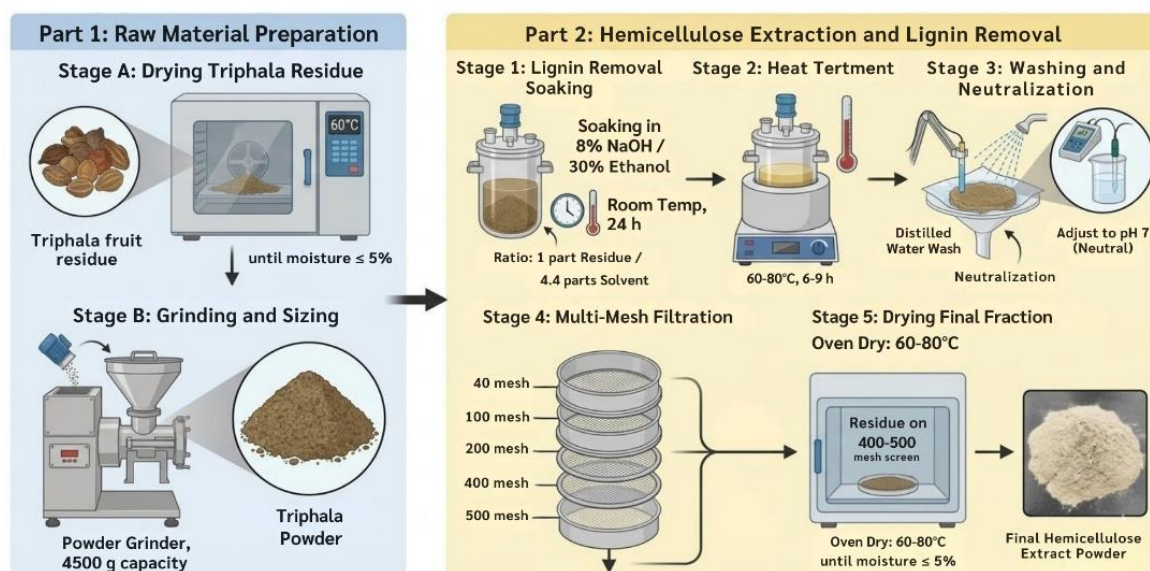 Part 1: Raw Material Preparation
Stage A: Drying Triphala Residue
60°C
Triphala fruit
residue
until moisture ≤ 5%
Stage B: Grinding and Sizing
Powder Grinder,
4500 g capacity
Triphala
Powder
Part 2: Hemicellulose Extraction and Lignin Removal
Stage 1: Lignin Removal
Soaking
Soaking in
8% NaOH /
30% Ethanol
Room Temp,
24 h
Ratio: 1 part Residue /
4.4 parts Solvent
Stage 2: Heat Tertment
60-80°C, 6-9 h
Stage 3: Washing and
Neutralization
Distilled
Water Wash
Neutralization
Adjust to pH 7
(Neutral)
Stage 4: Multi-Mesh Filtration
40 mesh
100 mesh
200 mesh
400 mesh
500 mesh
Stage 5: Drying Final Fraction
Oven Dry: 60-80°C
Residue on
400-500
mesh screen
Oven Dry: 60-80°C
until moisture ≤ 5%
Final Hemicellulose
Extract Powder